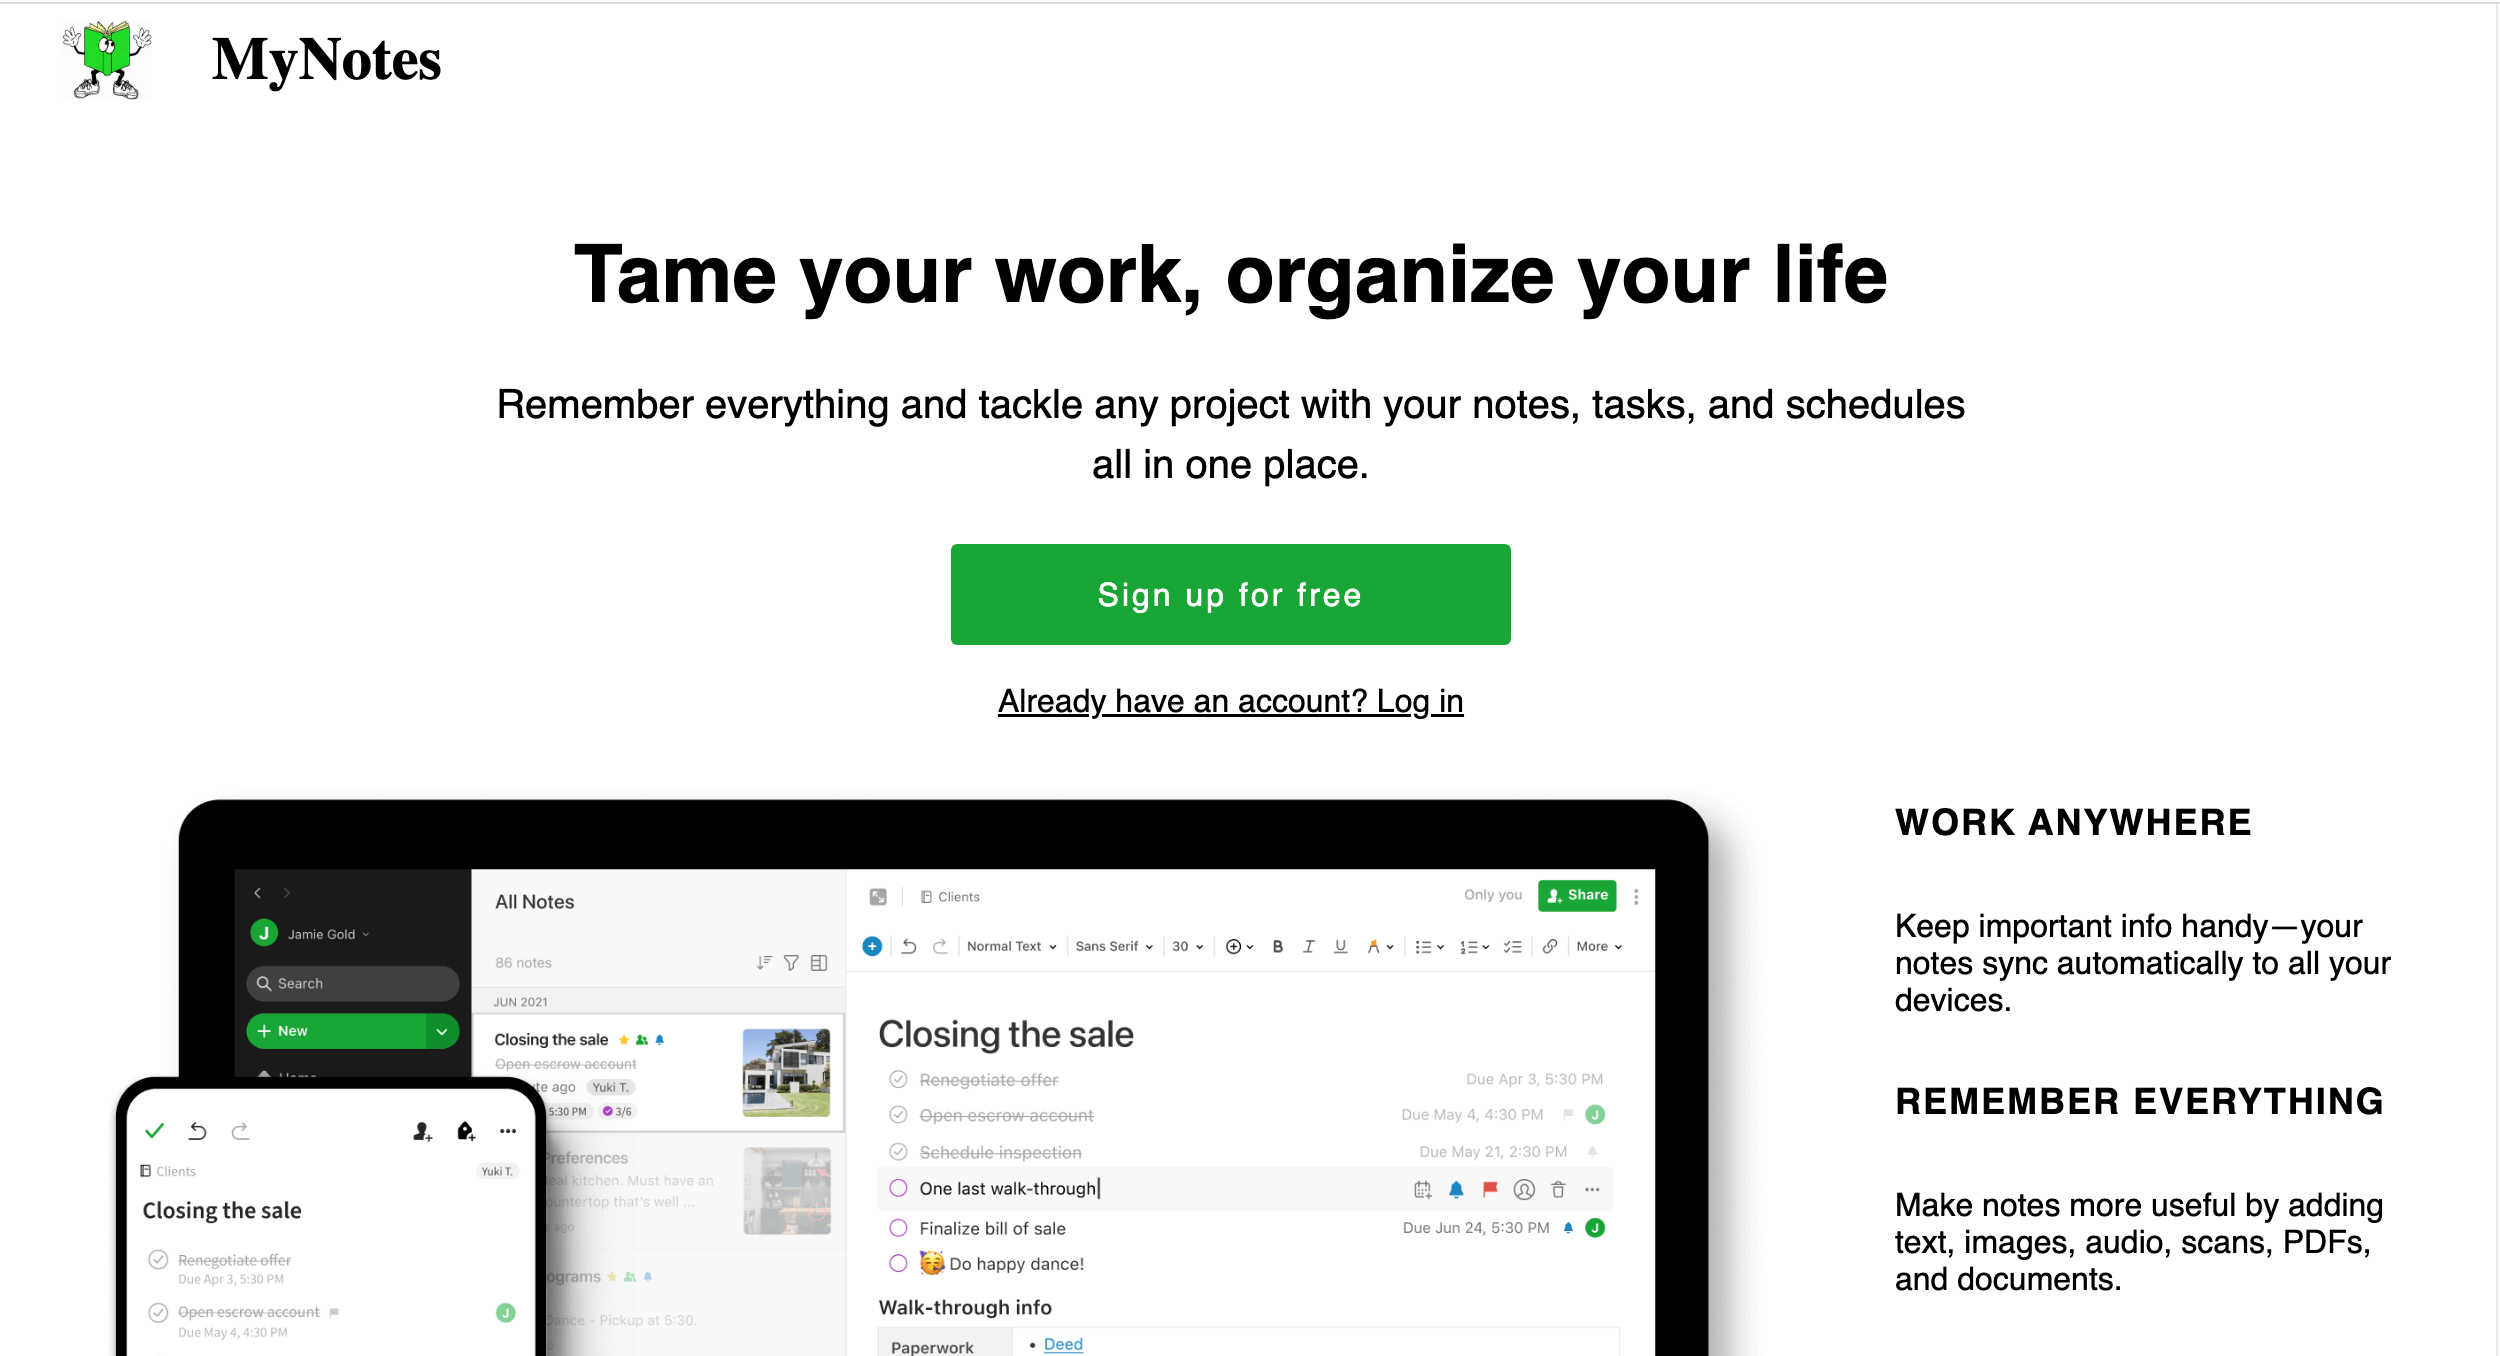 MyNotes
Tame your work, organize your life
Remember everything and tackle any project with your notes, tasks, and schedules
all in one place.
Sign up for free
Already have an account? Log in
J Jamie Gold
Search
New
All Notes
86 notes
JUN 2021
Closing the sale
Open escrow account
ute ago Yuki T.
5:30 PM 3/6
Preferences
eal kitchen. Must have an
ountertop that's well ...
ago
ograms
Dance - Pickup at 5:30.
Clients
Only you
Share
Normal Text
Sans Serif
30
B I U A
More
Closing the sale
Renegotiate offer Due Apr 3, 5:30 PM
Open escrow account Due May 4, 4:30 PM J
Schedule inspection Due May 21, 2:30 PM
One last walk-through
Finalize bill of sale Due Jun 24, 5:30 PM J
Do happy dance!
Walk-through info
Paperwork • Deed
Clients Yuki T.
Closing the sale
Renegotiate offer
Due Apr 3, 5:30 PM
Open escrow account J
Due May 4, 4:30 PM
WORK ANYWHERE
Keep important info handy—your
notes sync automatically to all your
devices.
REMEMBER EVERYTHING
Make notes more useful by adding
text, images, audio, scans, PDFs,
and documents.